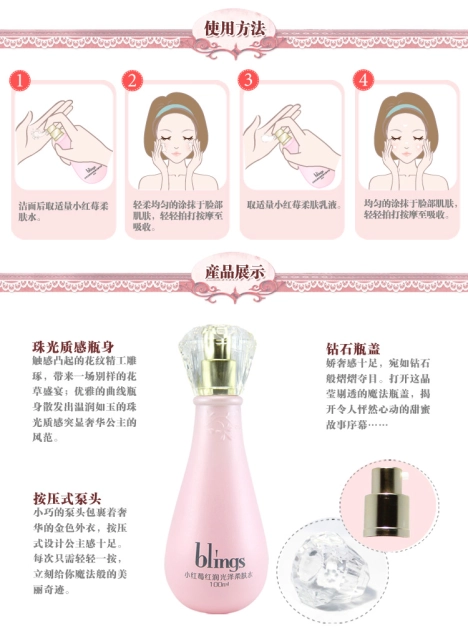 使用方法
1
2
3
4
洁面后取适量小红莓柔
肤水。
轻柔均匀的涂抹于脸部
肌肤,轻轻拍打按摩至
吸收。
取适量小红莓柔肤乳液。
均匀的涂抹于脸部肌肤,
轻轻拍打按摩至吸收。
産品展示
珠光质感瓶身
触感凸起的花纹精工雕
琢,带来一场别样的花
草盛宴;优雅的曲线瓶
身散发出温润如玉的珠
光质感突显奢华公主的
风范。
钻石瓶盖
娇奢感十足,宛如钻石
般熠熠夺目。打开这晶
莹剔透的魔法瓶盖,揭
开令人怦然心动的甜蜜
故事序幕……
按压式泵头
小巧的泵头包裹着奢
华的金色外衣,按压
式设计公主感十足。
每次只需轻轻一按,
立刻给你魔法般的美
丽奇迹。
blings
小红莓红润光泽柔肤水
100ml